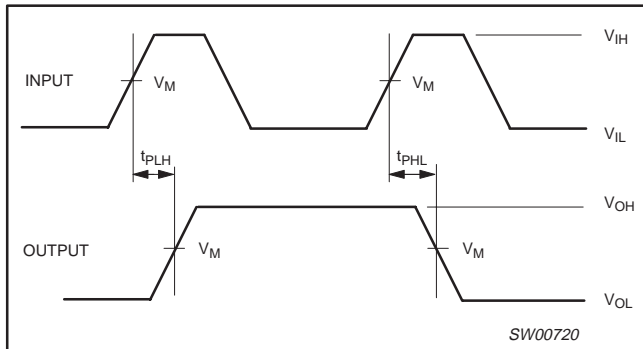 V_IH
INPUT
V_M
V_M
V_IL
t_PLH
t_PHL
V_OH
OUTPUT
V_M
V_M
V_OL
SW00720